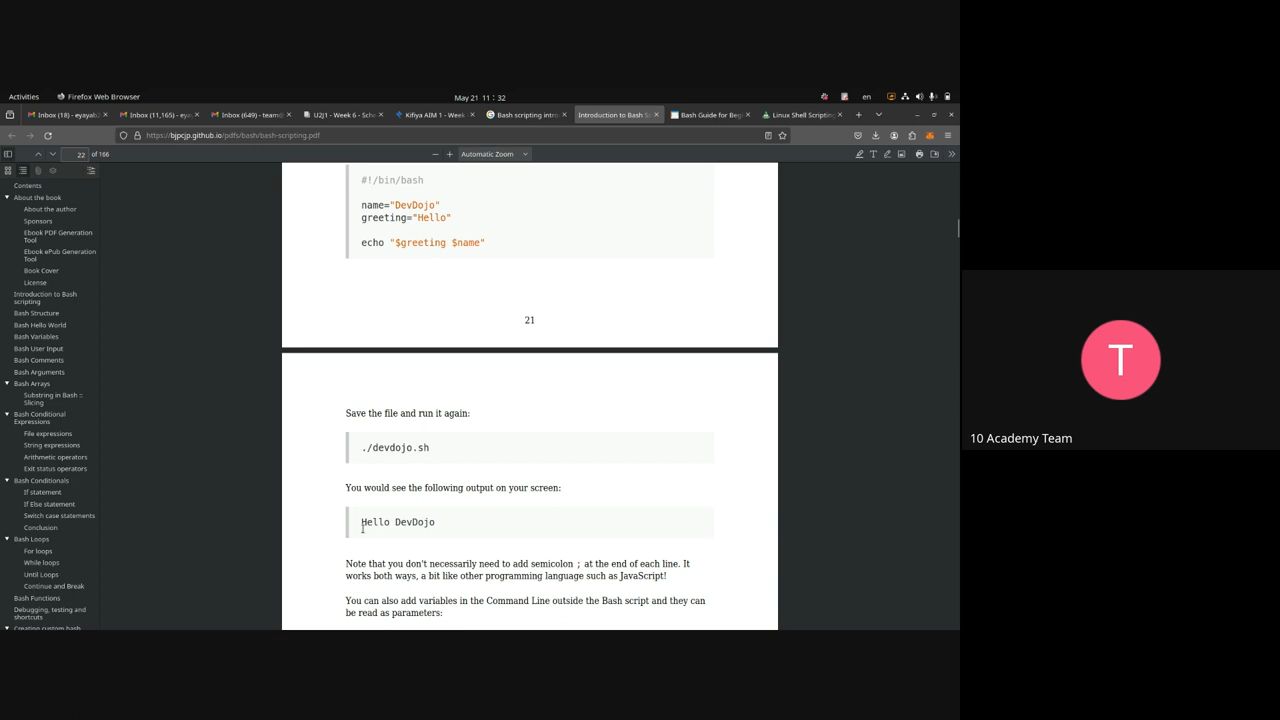 Activities
Firefox Web Browser
May 21 11 : 32
en
Inbox (18) - eyayab2
Inbox (11,165) - eya
Inbox (649) - team@
U2J1 - Week 6 - Sche
Kifiya AIM 1 - Week
Bash scripting intro
Introduction to Bash S
Bash Guide for Beg
Linux Shell Scripting
https://bjpcjp.github.io/pdfs/bash/bash-scripting.pdf
22 of 166
Automatic Zoom
Contents
About the book
About the author
Sponsors
Ebook PDF Generation
Tool
Ebook ePub Generation
Tool
Book Cover
License
Introduction to Bash
scripting
Bash Structure
Bash Hello World
Bash Variables
Bash User Input
Bash Comments
Bash Arguments
Bash Arrays
Substring in Bash ::
Slicing
Bash Conditional
Expressions
File expressions
String expressions
Arithmetic operators
Exit status operators
Bash Conditionals
If statement
If Else statement
Switch case statements
Conclusion
Bash Loops
For loops
While loops
Until Loops
Continue and Break
Bash Functions
Debugging, testing and
shortcuts
Creating custom bash
#!/bin/bash
name="DevDojo"
greeting="Hello"
echo "$greeting $name"
21
Save the file and run it again:
./devdojo.sh
You would see the following output on your screen:
Hello DevDojo
Note that you don't necessarily need to add semicolon ; at the end of each line. It
works both ways, a bit like other programming language such as JavaScript!
You can also add variables in the Command Line outside the Bash script and they can
be read as parameters:
T
10 Academy Team